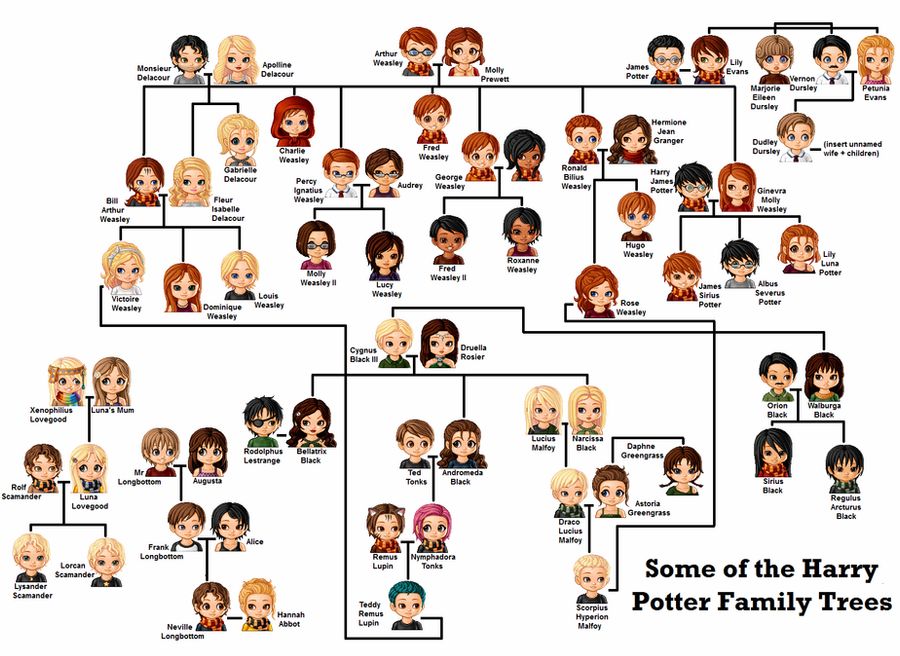 Monsieur
Delacour
Apolline
Delacour
Arthur
Weasley
Molly
Prewett
James
Potter
Lily
Evans
Marjorie
Eileen
Dursley
Vernon
Dursley
Petunia
Evans
Dudley
Dursley
(insert unnamed
wife + children)
Gabrielle
Delacour
Charlie
Weasley
Fred
Weasley
Hermione
Jean
Granger
Bill
Arthur
Weasley
Fleur
Isabelle
Delacour
Percy
Ignatius
Weasley
Audrey
George
Weasley
Ronald
Bilius
Weasley
Harry
James
Potter
Ginevra
Molly
Weasley
Victoire
Weasley
Dominique
Weasley
Louis
Weasley
Molly
Weasley II
Lucy
Weasley
Fred
Weasley II
Roxanne
Weasley
Hugo
Weasley
Rose
Weasley
James
Sirius
Potter
Albus
Severus
Potter
Lily
Luna
Potter
Cygnus
Black III
Druella
Rosier
Orion
Black
Walburga
Black
Xenophilius
Lovegood
Luna's Mum
Rodolphus
Lestrange
Bellatrix
Black
Ted
Tonks
Andromeda
Black
Lucius
Malfoy
Narcissa
Black
Daphne
Greengrass
Sirius
Black
Regulus
Arcturus
Black
Rolf
Scamander
Luna
Lovegood
Mr
Longbottom
Augusta
Draco
Lucius
Malfoy
Astoria
Greengrass
Lysander
Scamander
Lorcan
Scamander
Frank
Longbottom
Alice
Remus
Lupin
Nymphadora
Tonks
Neville
Longbottom
Hannah
Abbot
Teddy
Remus
Lupin
Scorpius
Hyperion
Malfoy
Some of the Harry
Potter Family Trees